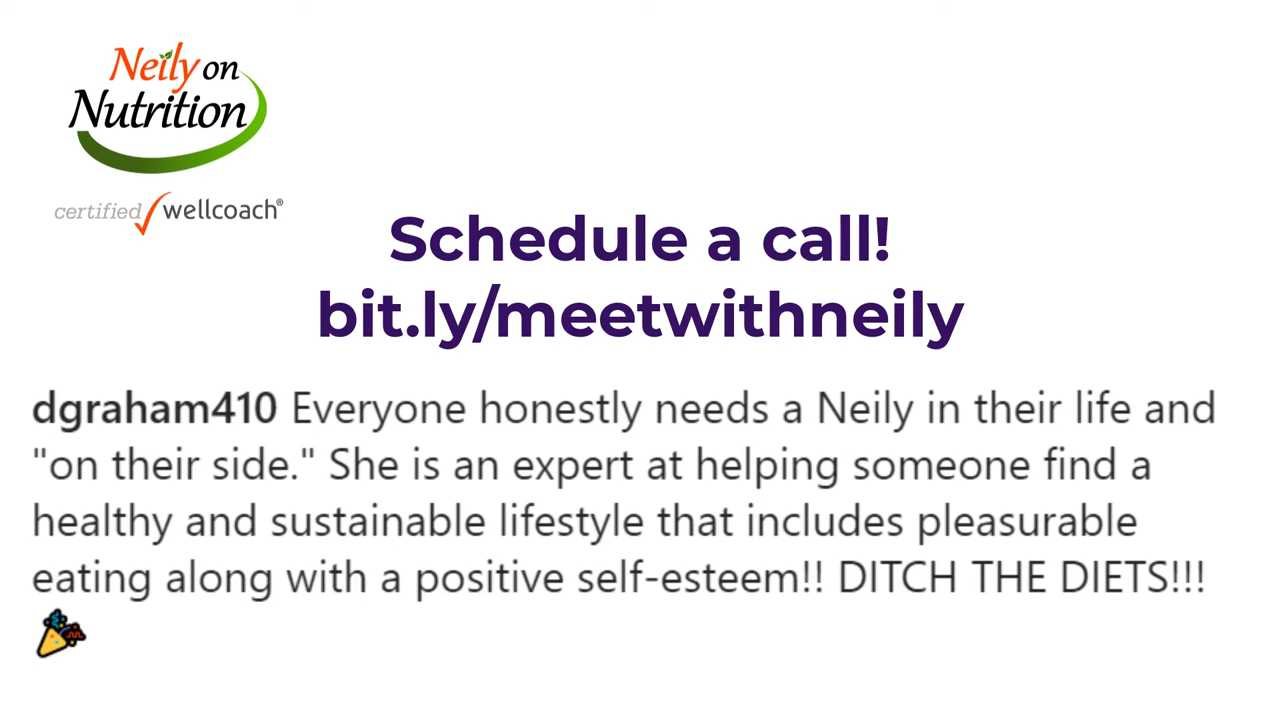 Neily on
Nutrition
certified wellcoach®
Schedule a call!
bit.ly/meetwithneily
dgraham410 Everyone honestly needs a Neily in their life and
"on their side." She is an expert at helping someone find a
healthy and sustainable lifestyle that includes pleasurable
eating along with a positive self-esteem!! DITCH THE DIETS!!!
🎉